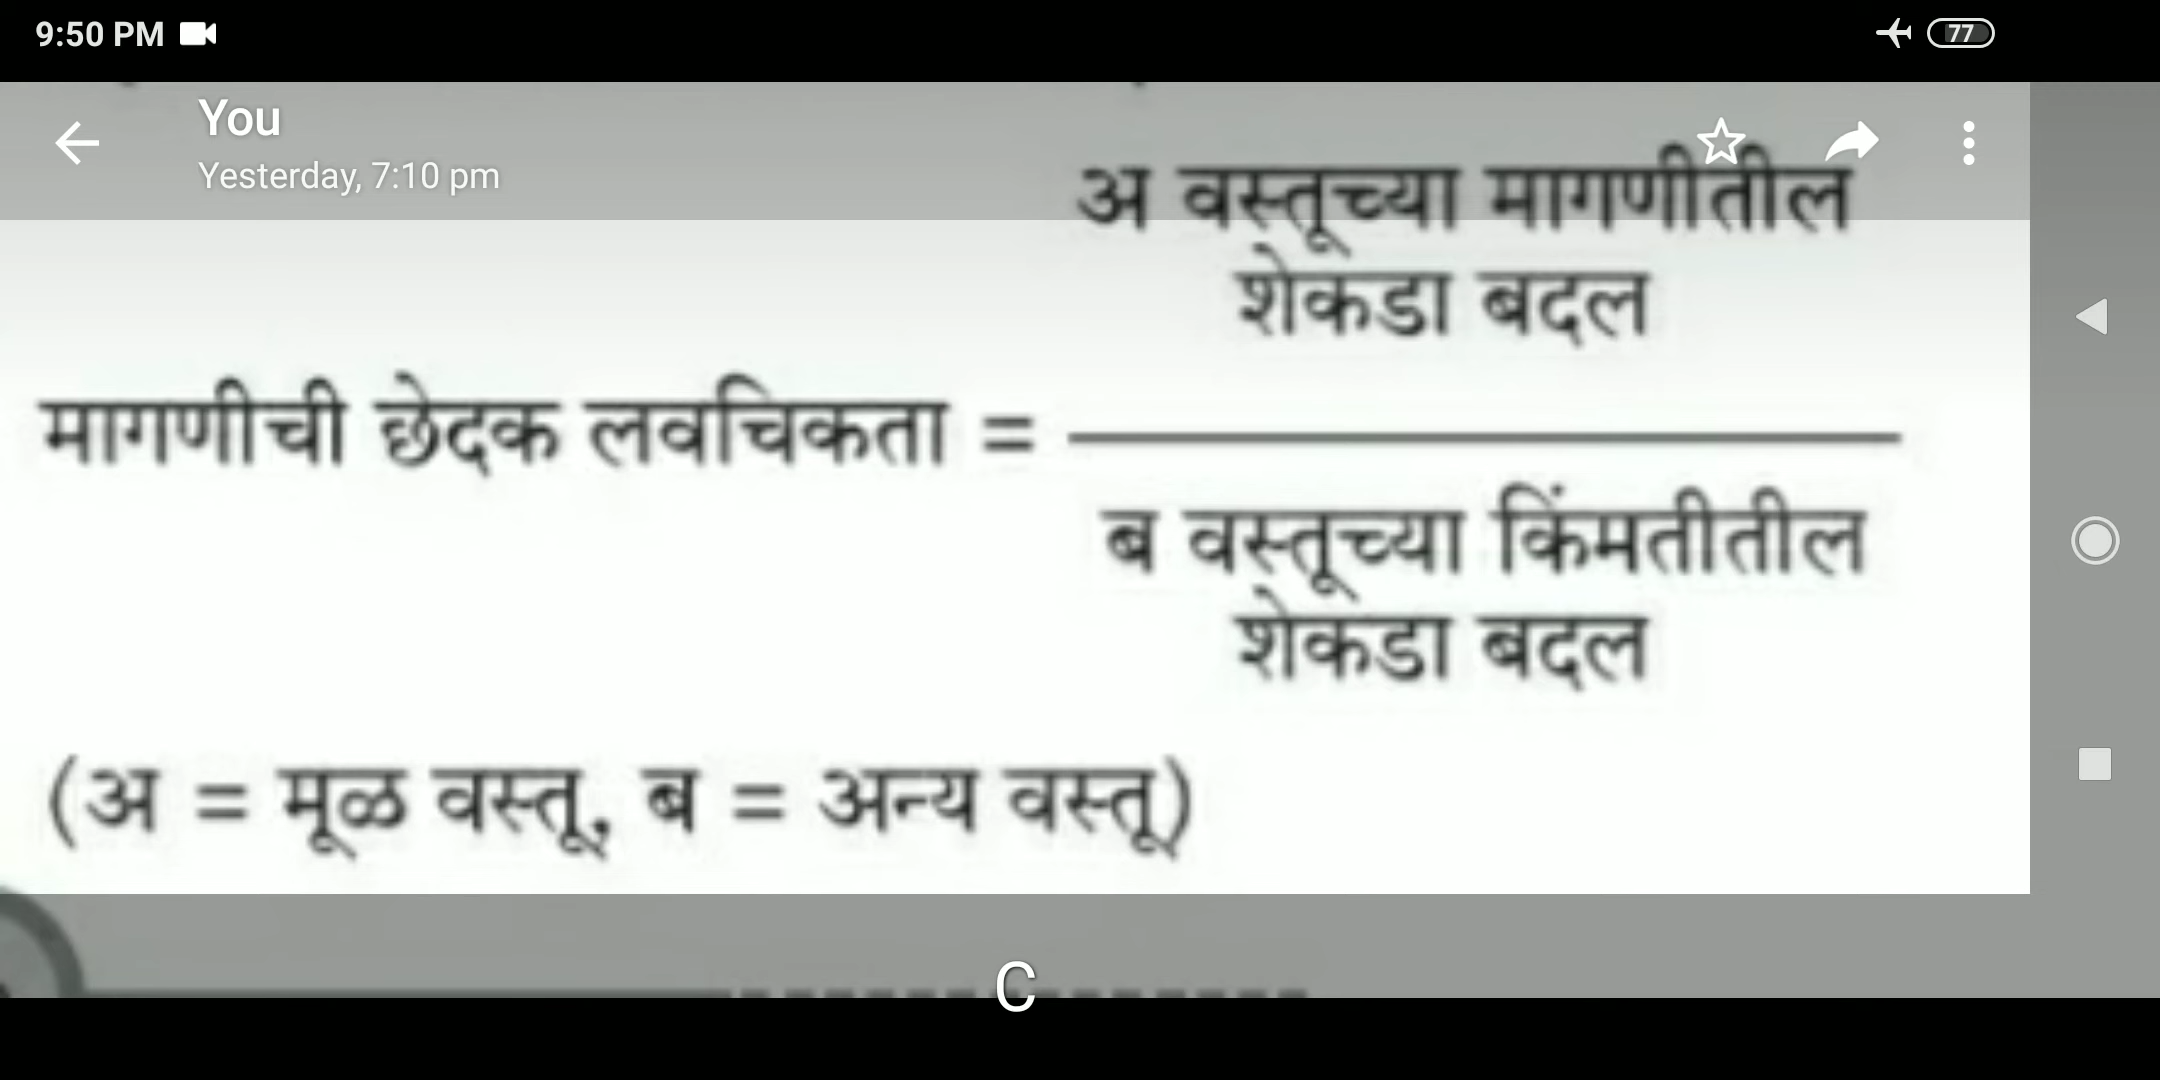 9:50 PM 77
You
Yesterday, 7:10 pm
अ वस्तूच्या मागणीतील
शेकडा बदल
मागणीची छेदक लवचिकता =
ब वस्तूच्या किंमतीतील
शेकडा बदल
(अ = मूळ वस्तू, ब = अन्य वस्तू)
C